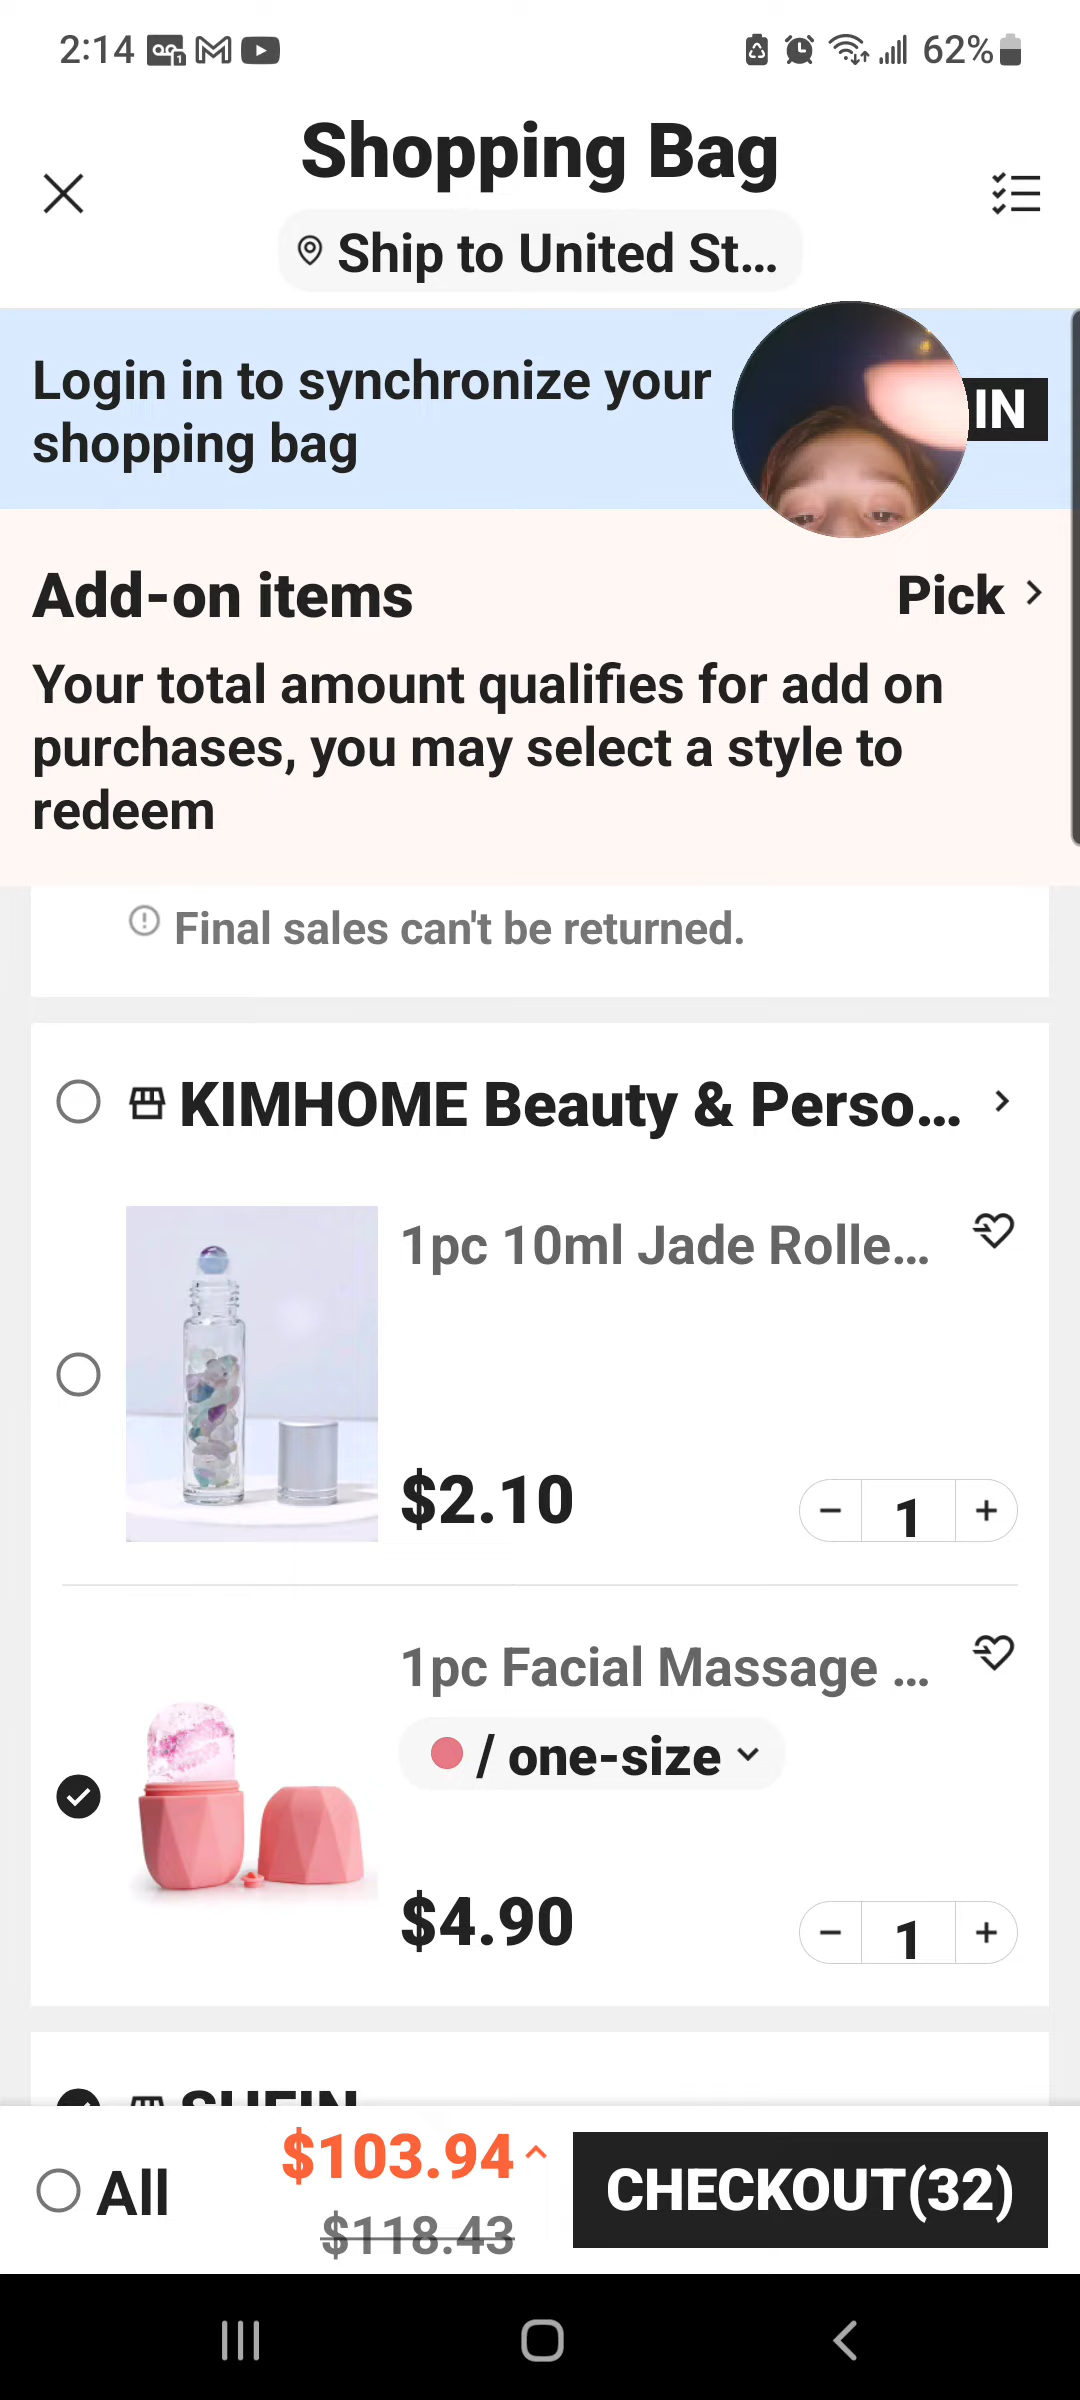 2:14
62%
Shopping Bag
Ship to United St...
Login in to synchronize your
shopping bag
IN
Add-on items
Pick
Your total amount qualifies for add on
purchases, you may select a style to
redeem
Final sales can't be returned.
KIMHOME Beauty & Perso...
1pc 10ml Jade Rolle...
$2.10
1
1pc Facial Massage ...
/ one-size
$4.90
1
SHEIN
All
$103.94
$118.43
CHECKOUT(32)